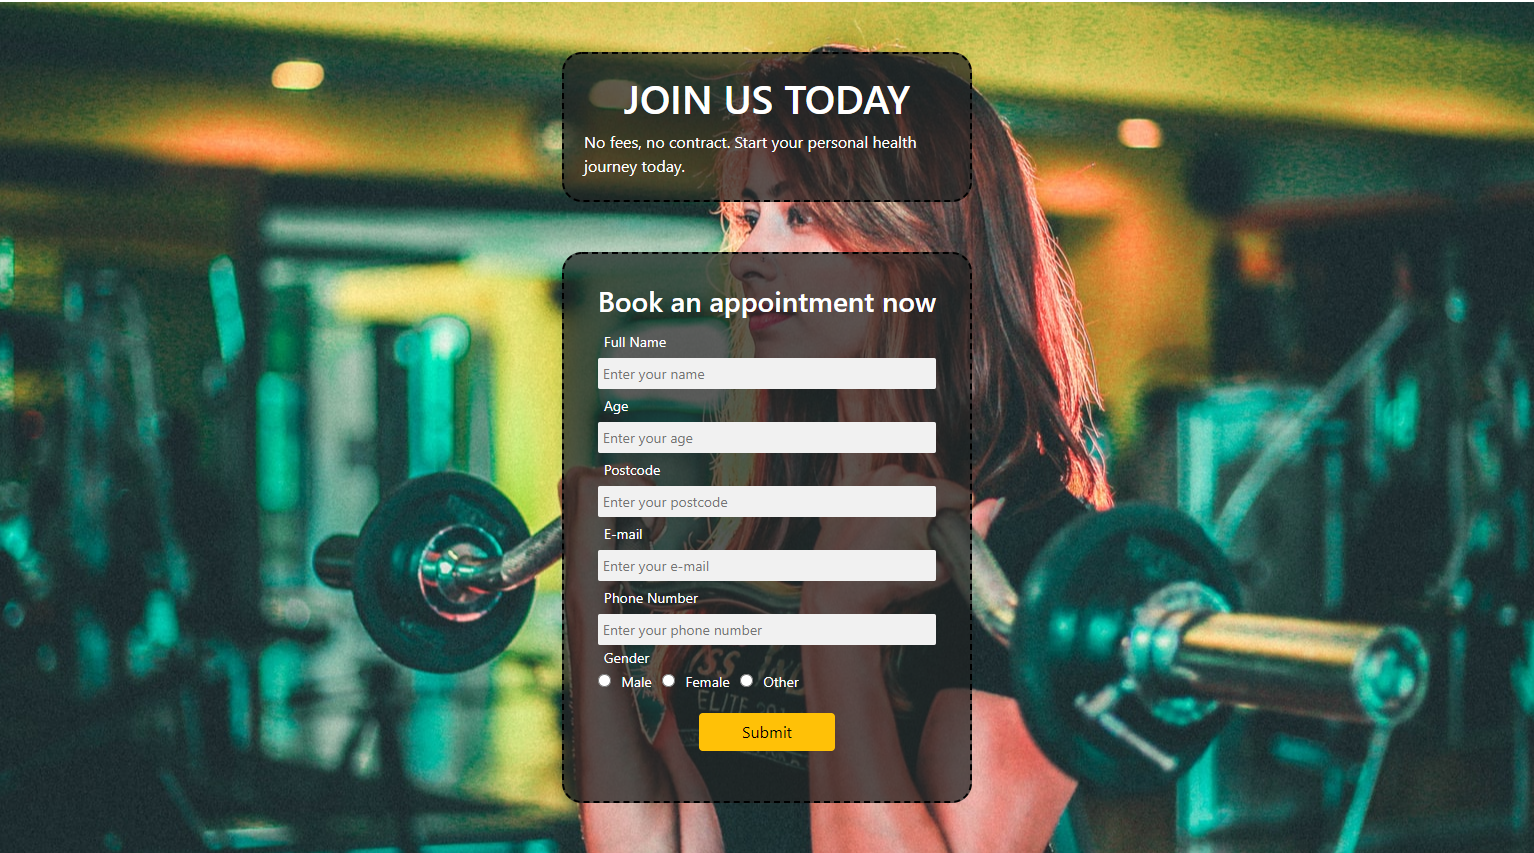 JOIN US TODAY
No fees, no contract. Start your personal health
journey today.
Book an appointment now
Full Name
Enter your name
Age
Enter your age
Postcode
Enter your postcode
E-mail
Enter your e-mail
Phone Number
Enter your phone number
Gender
Male Female Other
ELITE
Submit